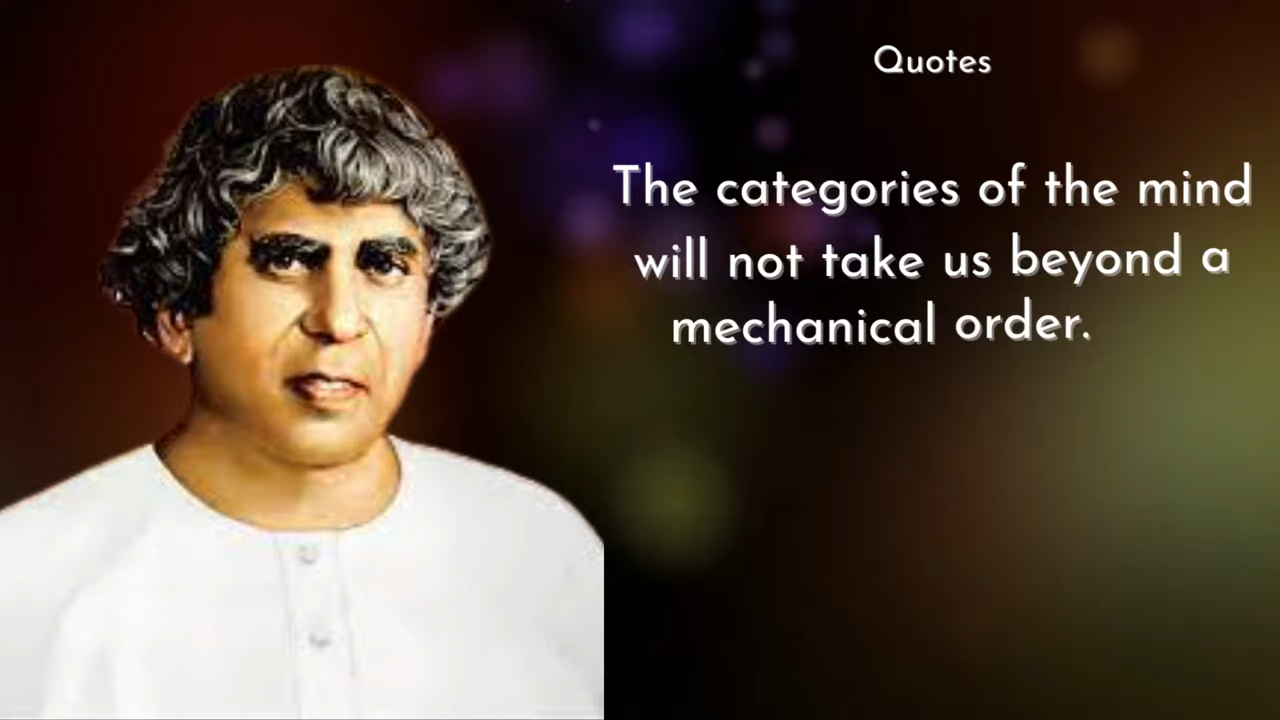 Quotes
The categories of the mind
will not take us beyond a
mechanical order.